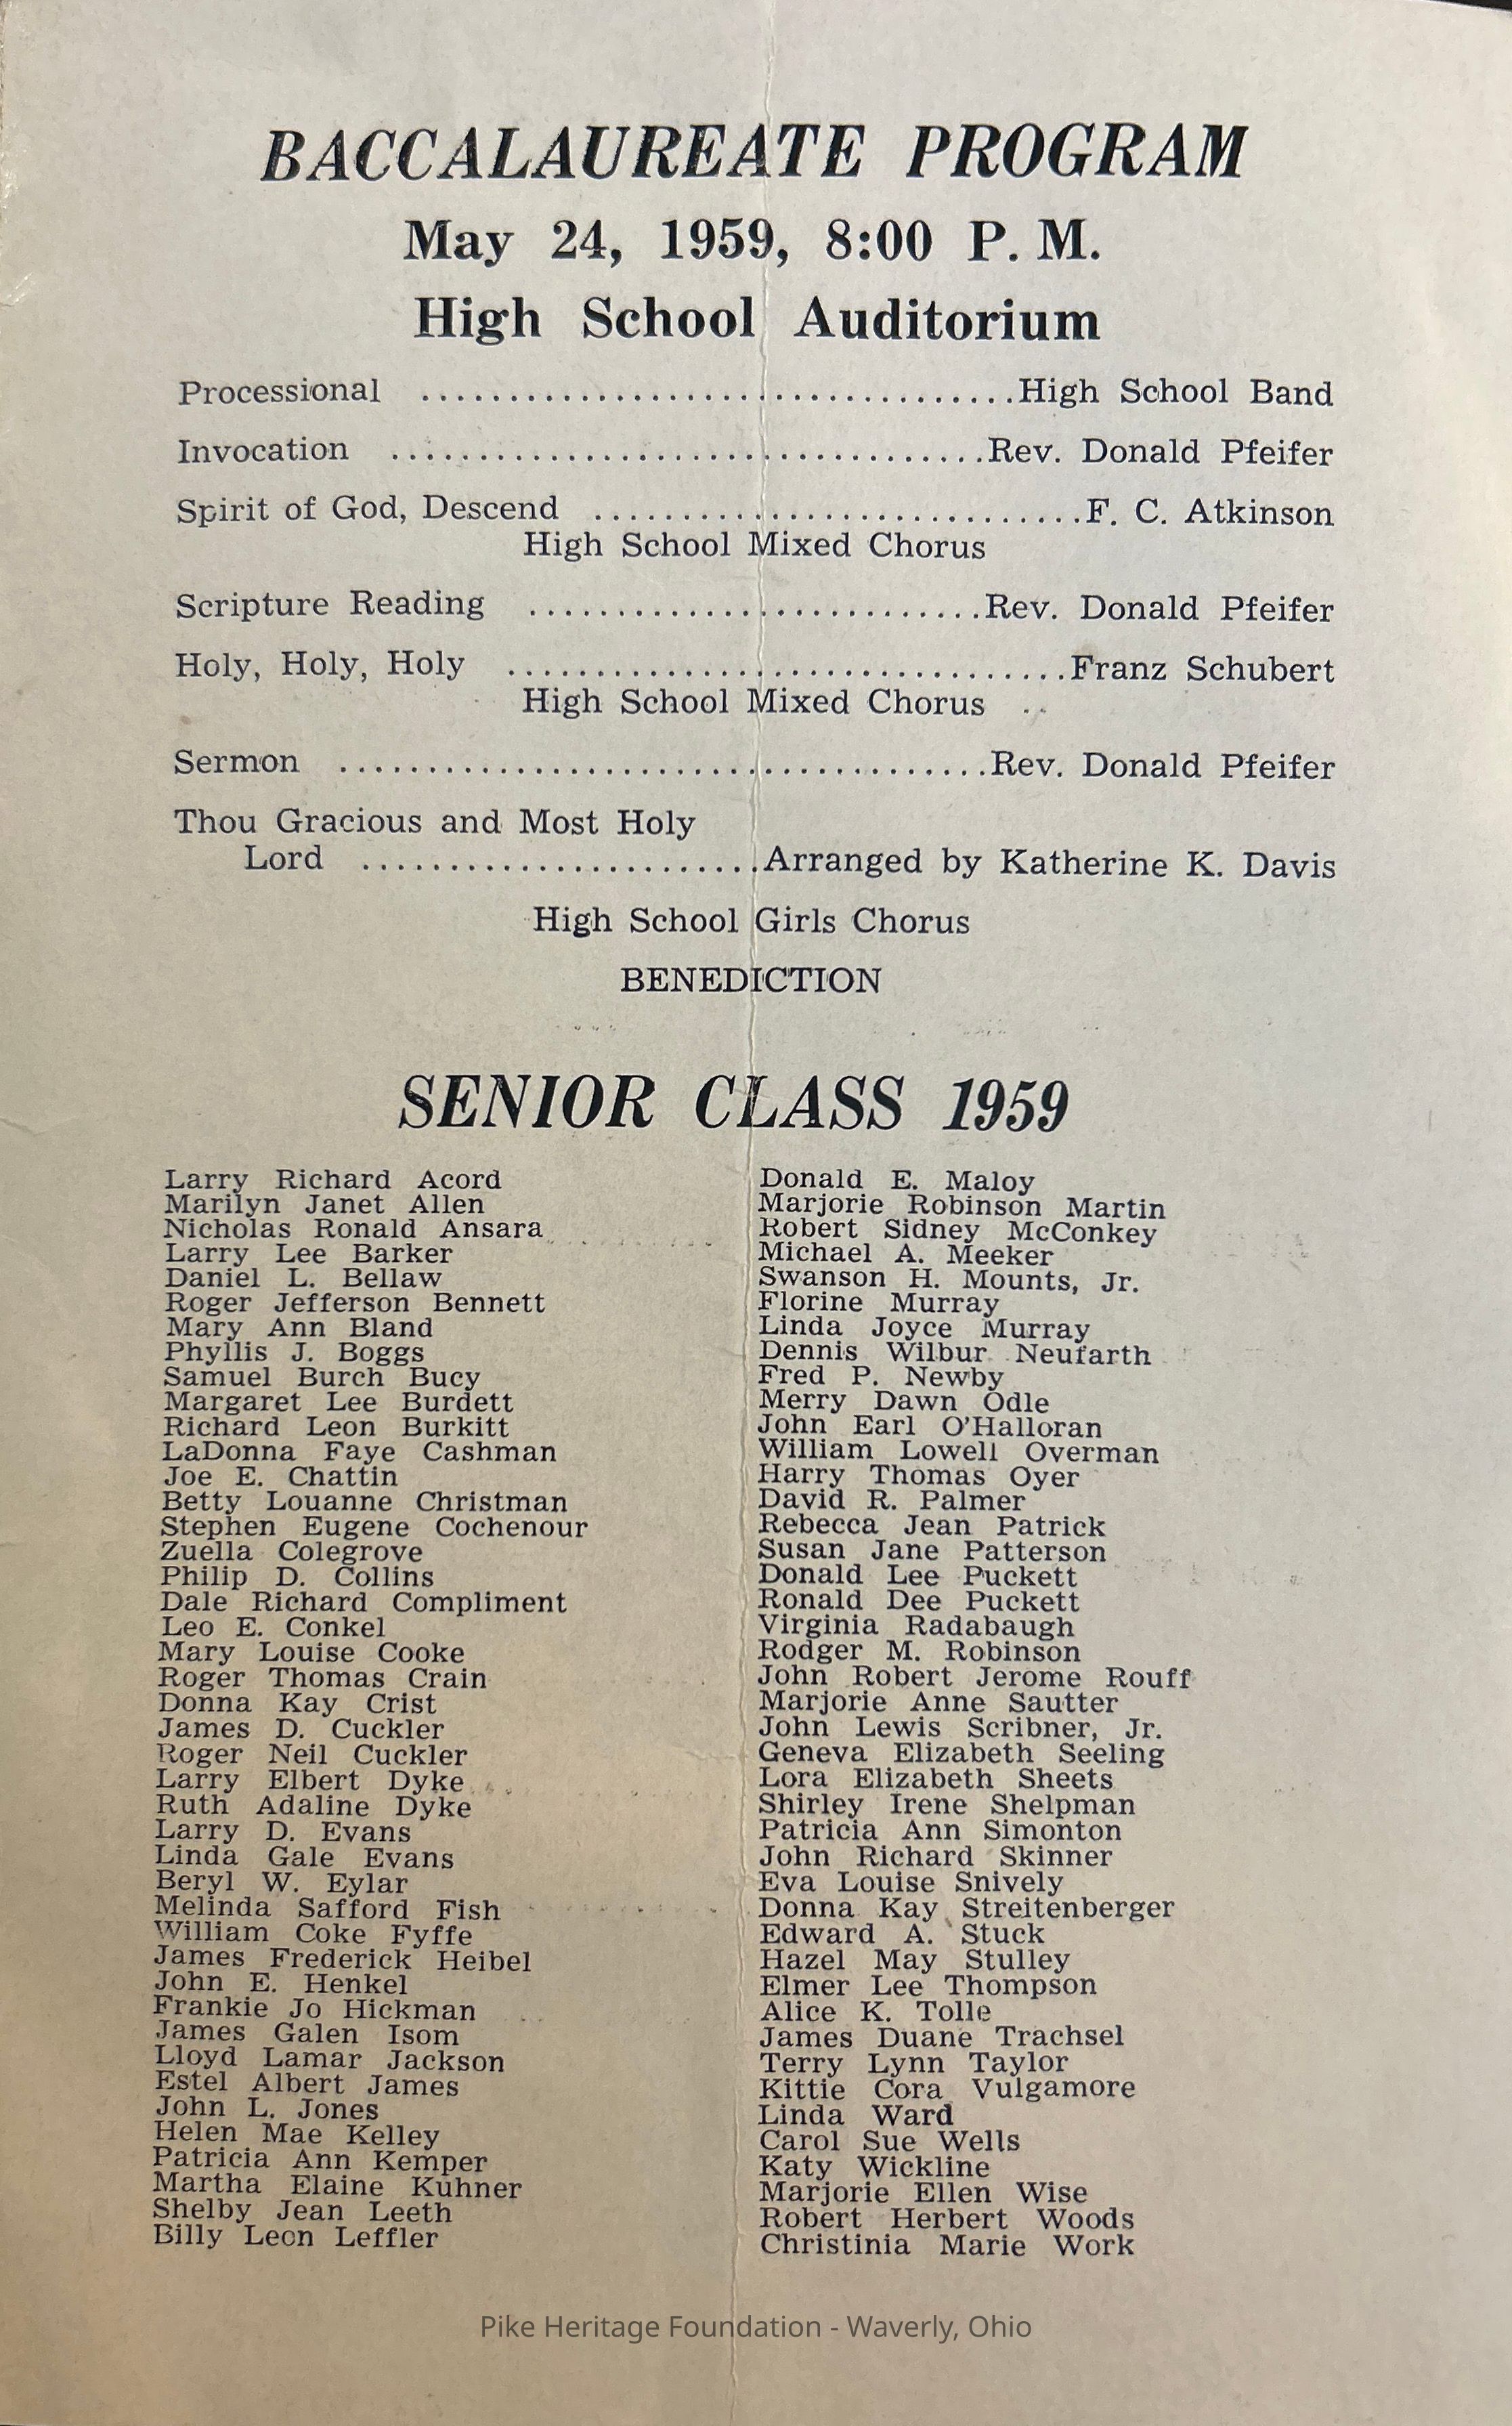 BACCALAUREATE PROGRAM
May 24, 1959, 8:00 P. M.
High School Auditorium
Processional ..................................High School Band
Invocation ..................................Rev. Donald Pfeifer
Spirit of God, Descend ............................F. C. Atkinson
High School Mixed Chorus
Scripture Reading ..........................Rev. Donald Pfeifer
Holy, Holy, Holy ................................Franz Schubert
High School Mixed Chorus
Sermon .....................................Rev. Donald Pfeifer
Thou Gracious and Most Holy
Lord .......................Arranged by Katherine K. Davis
High School Girls Chorus
BENEDICTION
SENIOR CLASS 1959
Larry Richard Acord
Marilyn Janet Allen
Nicholas Ronald Ansara
Larry Lee Barker
Daniel L. Bellaw
Roger Jefferson Bennett
Mary Ann Bland
Phyllis J. Boggs
Samuel Burch Bucy
Margaret Lee Burdett
Richard Leon Burkitt
LaDonna Faye Cashman
Joe E. Chattin
Betty Louanne Christman
Stephen Eugene Cochenour
Zuella Colegrove
Philip D. Collins
Dale Richard Compliment
Leo E. Conkel
Mary Louise Cooke
Roger Thomas Crain
Donna Kay Crist
James D. Cuckler
Roger Neil Cuckler
Larry Elbert Dyke
Ruth Adaline Dyke
Larry D. Evans
Linda Gale Evans
Beryl W. Eylar
Melinda Safford Fish
William Coke Fyffe
James Frederick Heibel
John E. Henkel
Frankie Jo Hickman
James Galen Isom
Lloyd Lamar Jackson
Estel Albert James
John L. Jones
Helen Mae Kelley
Patricia Ann Kemper
Martha Elaine Kuhner
Shelby Jean Leeth
Billy Leon Leffler
Donald E. Maloy
Marjorie Robinson Martin
Robert Sidney McConkey
Michael A. Meeker
Swanson H. Mounts, Jr.
Florine Murray
Linda Joyce Murray
Dennis Wilbur Neufarth
Fred P. Newby
Merry Dawn Odle
John Earl O'Halloran
William Lowell Overman
Harry Thomas Oyer
David R. Palmer
Rebecca Jean Patrick
Susan Jane Patterson
Donald Lee Puckett
Ronald Dee Puckett
Virginia Radabaugh
Rodger M. Robinson
John Robert Jerome Rouff
Marjorie Anne Sautter
John Lewis Scribner, Jr.
Geneva Elizabeth Seeling
Lora Elizabeth Sheets
Shirley Irene Shelpman
Patricia Ann Simonton
John Richard Skinner
Eva Louise Snively
Donna Kay Streitenberger
Edward A. Stuck
Hazel May Stulley
Elmer Lee Thompson
Alice K. Tolle
James Duane Trachsel
Terry Lynn Taylor
Kittie Cora Vulgamore
Linda Ward
Carol Sue Wells
Katy Wickline
Marjorie Ellen Wise
Robert Herbert Woods
Christinia Marie Work
Pike Heritage Foundation - Waverly, Ohio